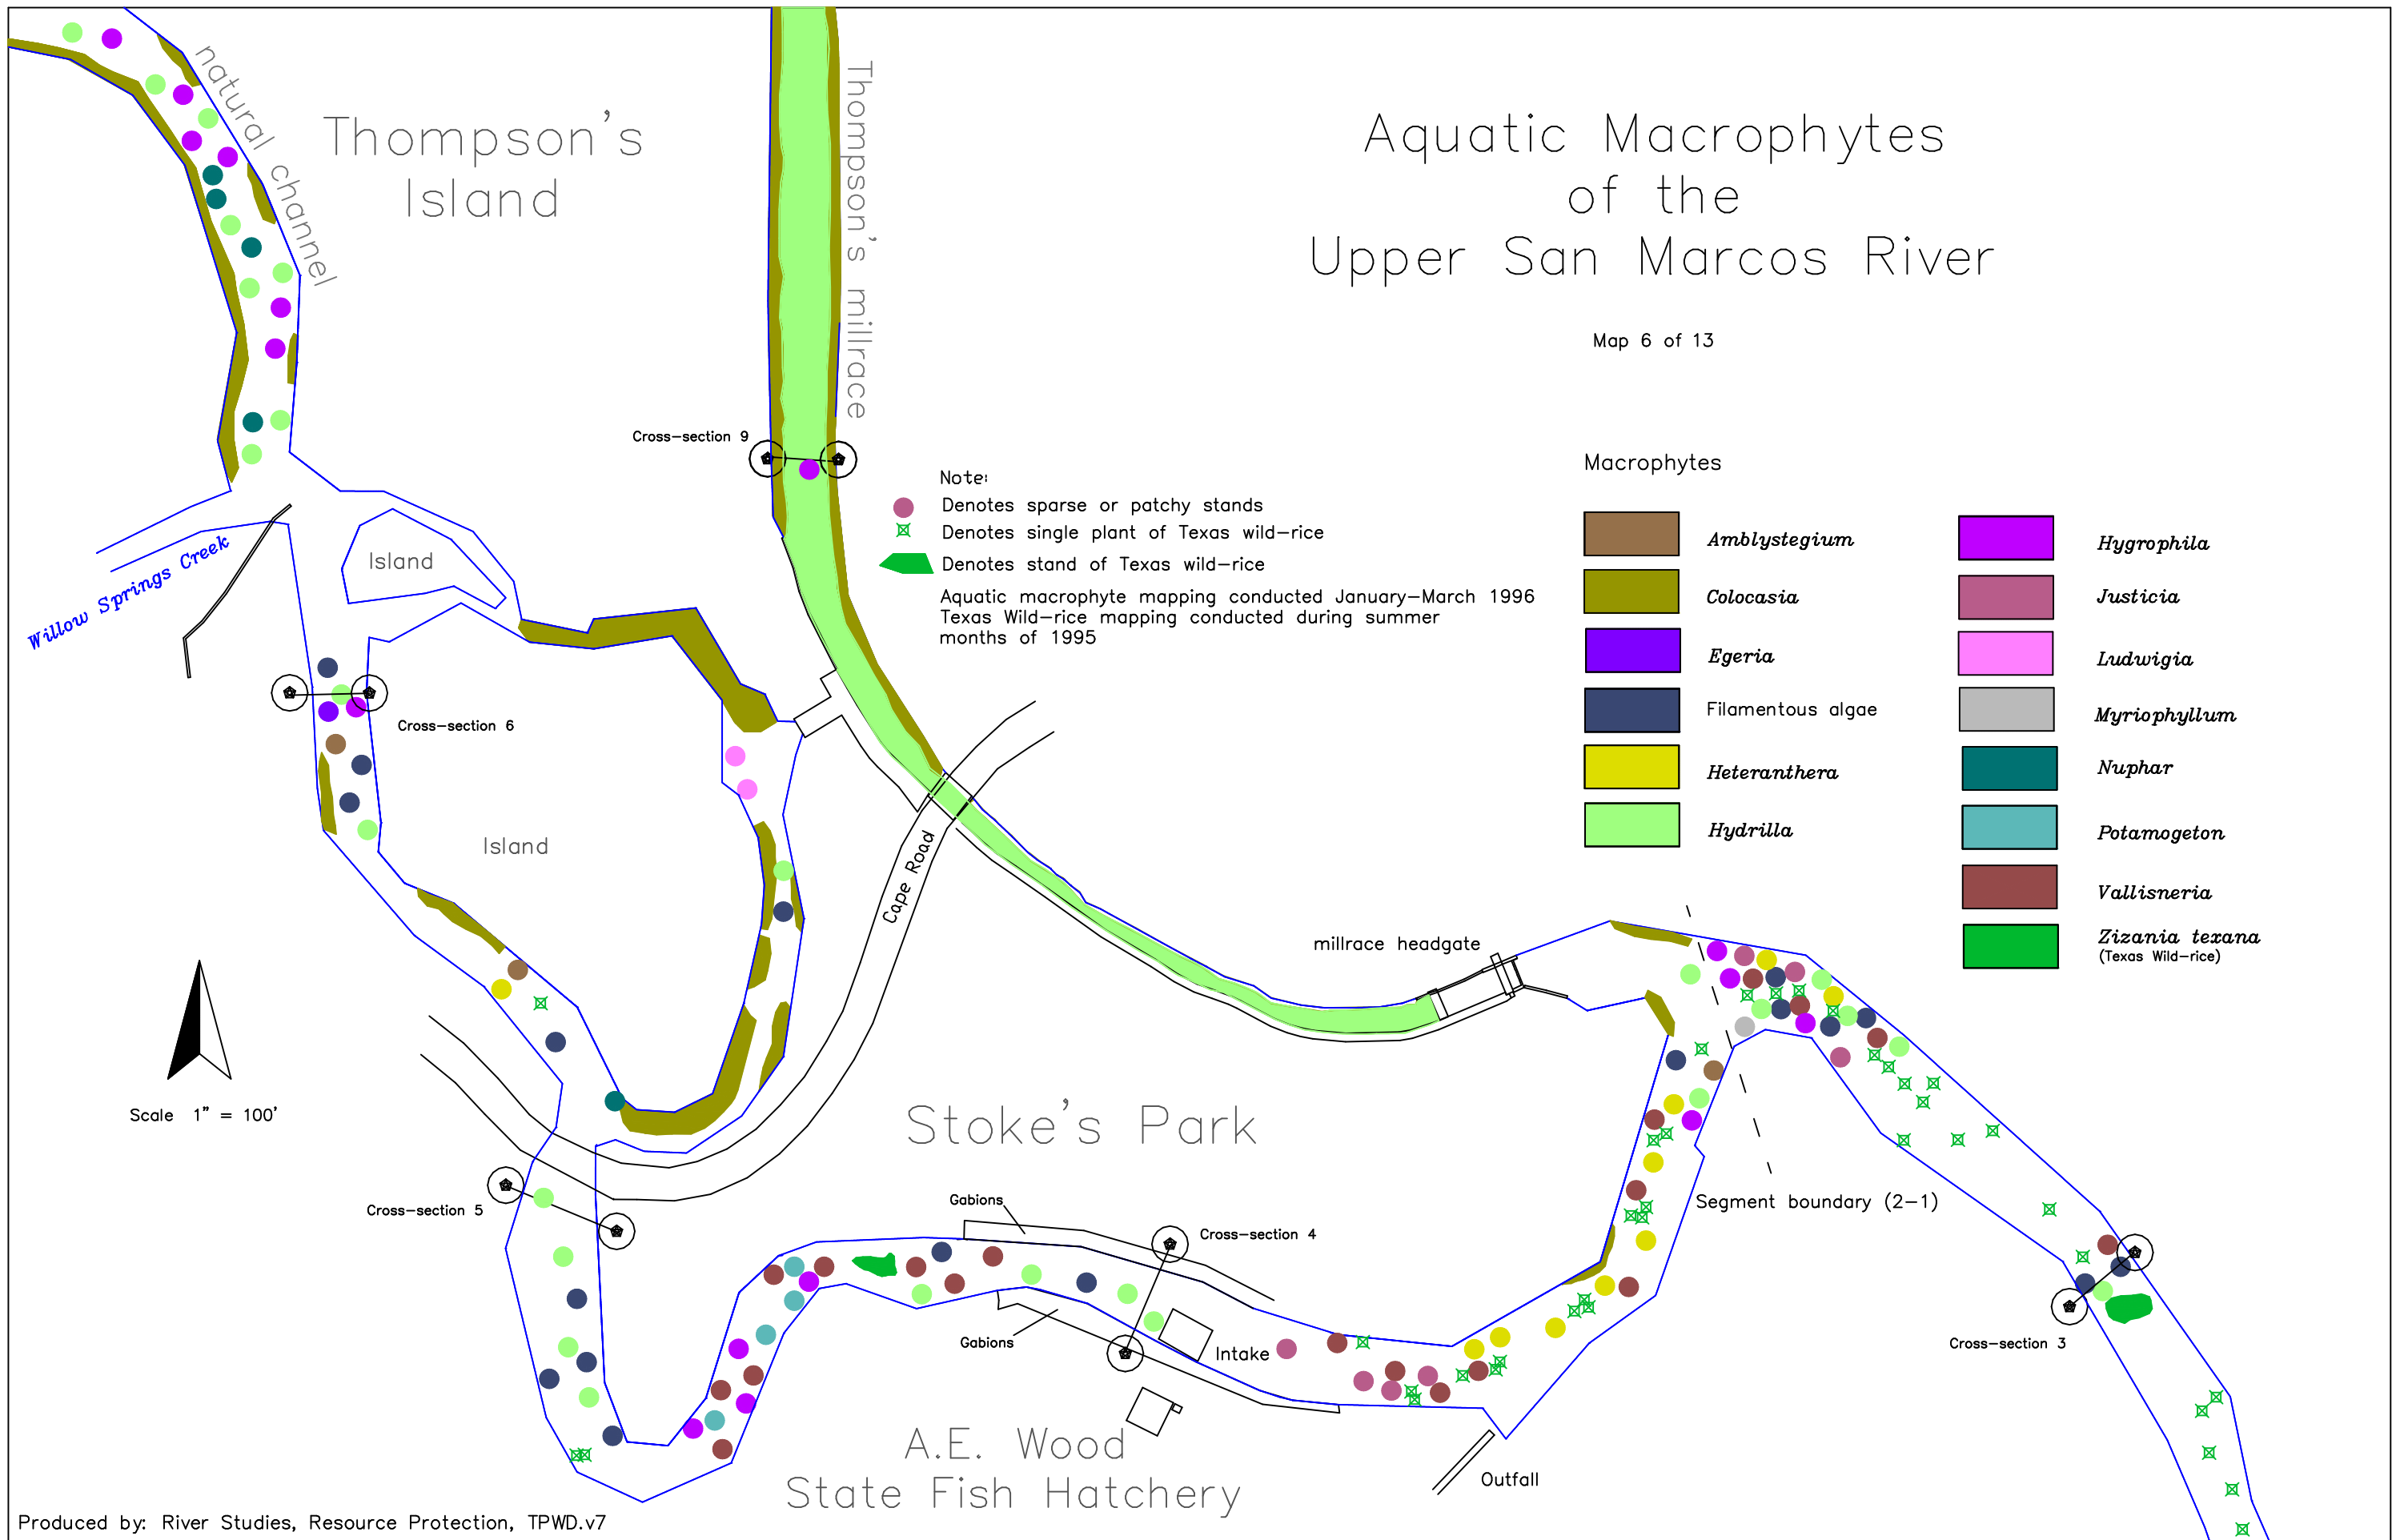 natural channel
Thompson's
Island
Thompson's millrace
Aquatic Macrophytes
of the
Upper San Marcos River
Map 6 of 13
Cross-section 9
Note:
Denotes sparse or patchy stands
Denotes single plant of Texas wild-rice
Denotes stand of Texas wild-rice
Aquatic macrophyte mapping conducted January-March 1996
Texas Wild-rice mapping conducted during summer
months of 1995
Macrophytes
Amblystegium
Colocasia
Egeria
Filamentous algae
Heteranthera
Hydrilla
Hygrophila
Justicia
Ludwigia
Myriophyllum
Nuphar
Potamogeton
Vallisneria
Zizania texana
(Texas Wild-rice)
Willow Springs Creek
Island
Cross-section 6
Island
Cape Road
millrace headgate
Scale 1" = 100'
Stoke's Park
Segment boundary (2-1)
Cross-section 5
Gabions
Cross-section 4
Gabions
Intake
Cross-section 3
A.E. Wood
State Fish Hatchery
Outfall
Produced by: River Studies, Resource Protection, TPWD.v7